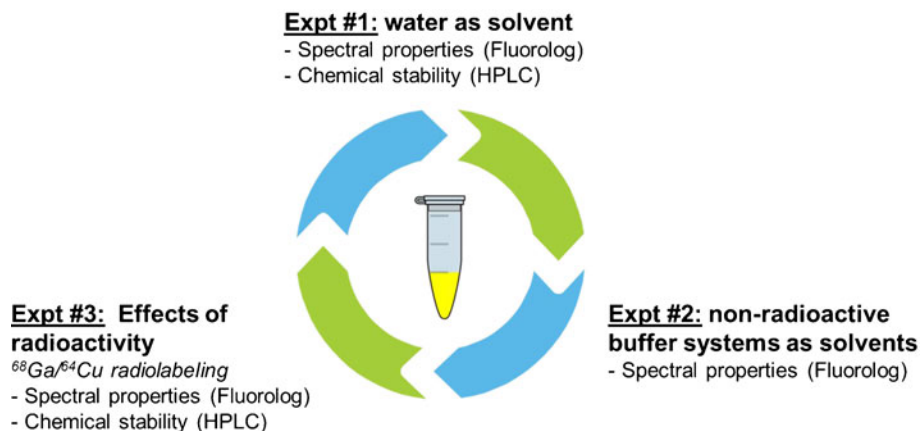 Expt #1: water as solvent
- Spectral properties (Fluorolog)
- Chemical stability (HPLC)
Expt #2: non-radioactive
buffer systems as solvents
- Spectral properties (Fluorolog)
Expt #3: Effects of
radioactivity
⁶⁸Ga/⁶⁴Cu radiolabeling
- Spectral properties (Fluorolog)
- Chemical stability (HPLC)